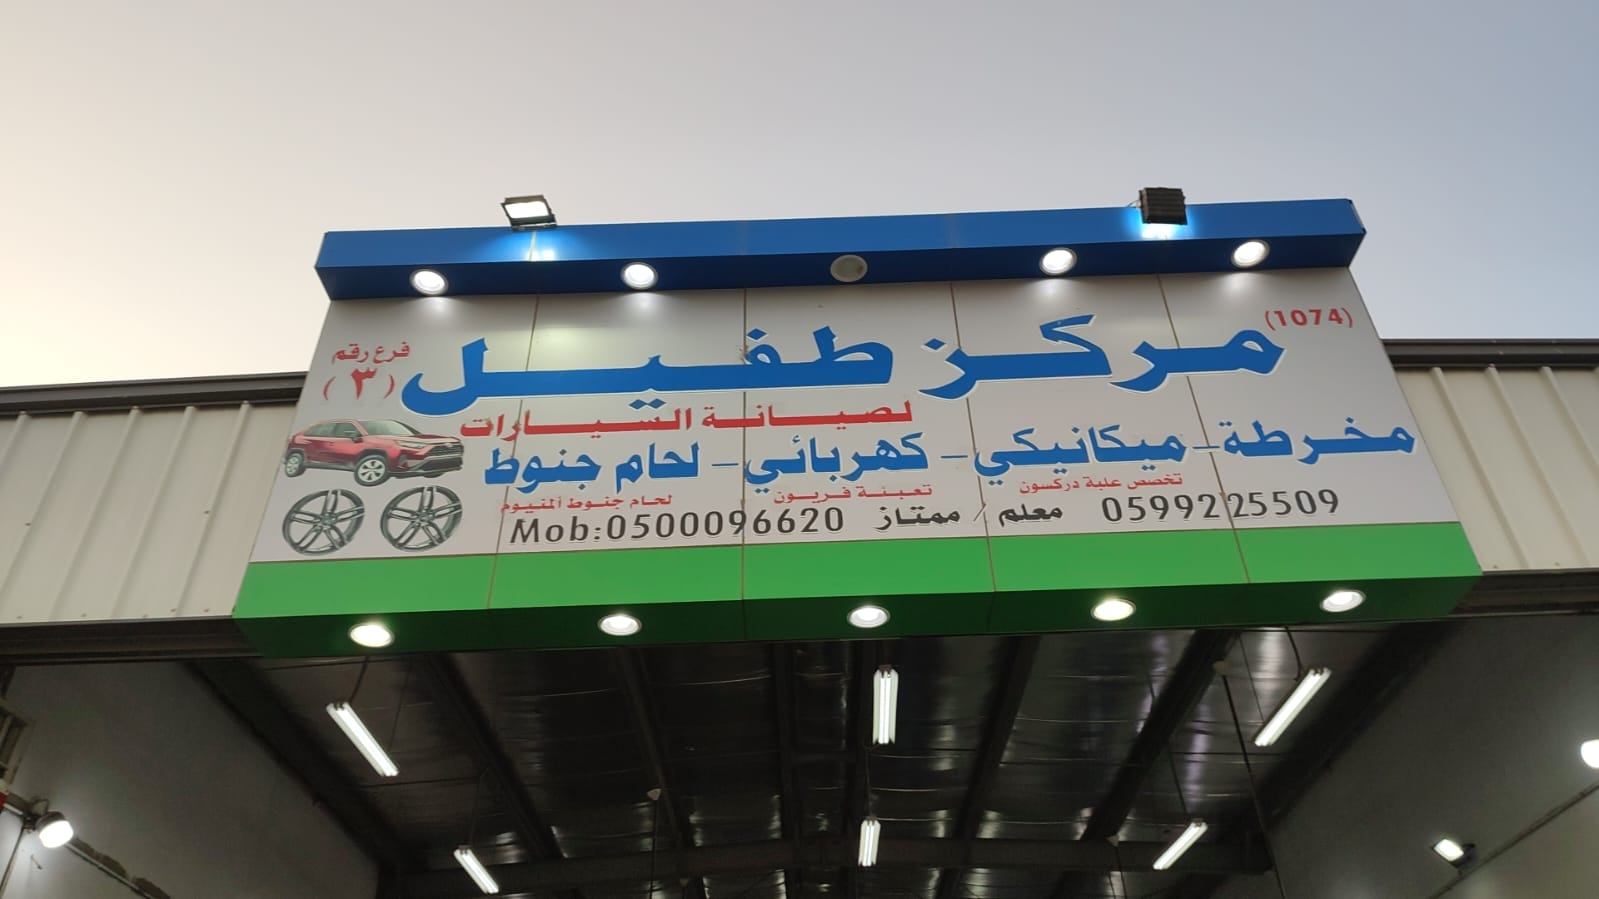 مركز طفيل (1074)
فرع رقم
( ٣ )
لصيانة السيارات
مخرطة - ميكانيكي - كهربائي - لحام جنوط
تخصص علبة دركسون
تعبئة فريون
لحام جنوط ألمنيوم
0599225509 معلم / ممتاز Mob:0500096620